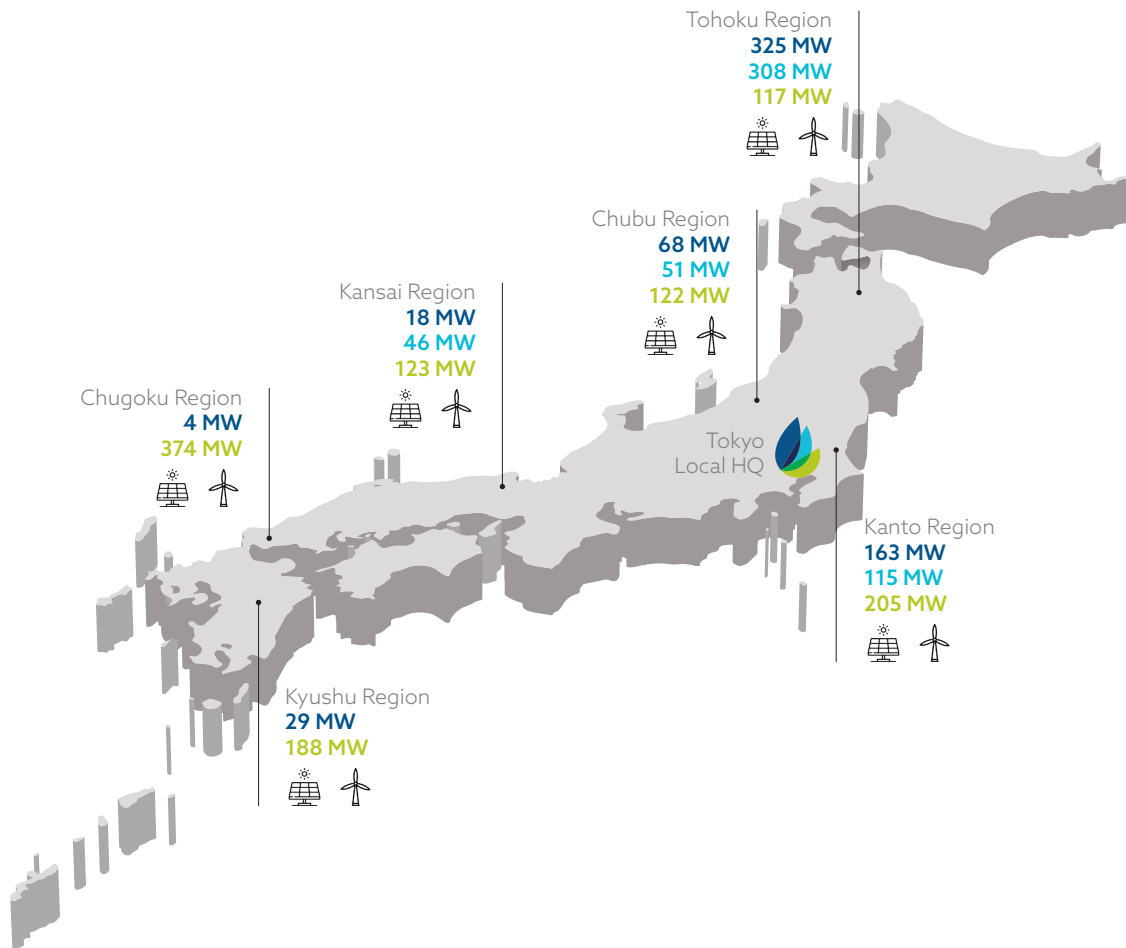 Tohoku Region
325 MW
308 MW
117 MW
Chubu Region
68 MW
51 MW
122 MW
Kansai Region
18 MW
46 MW
123 MW
Chugoku Region
4 MW
374 MW
Tokyo
Local HQ
Kanto Region
163 MW
115 MW
205 MW
Kyushu Region
29 MW
188 MW